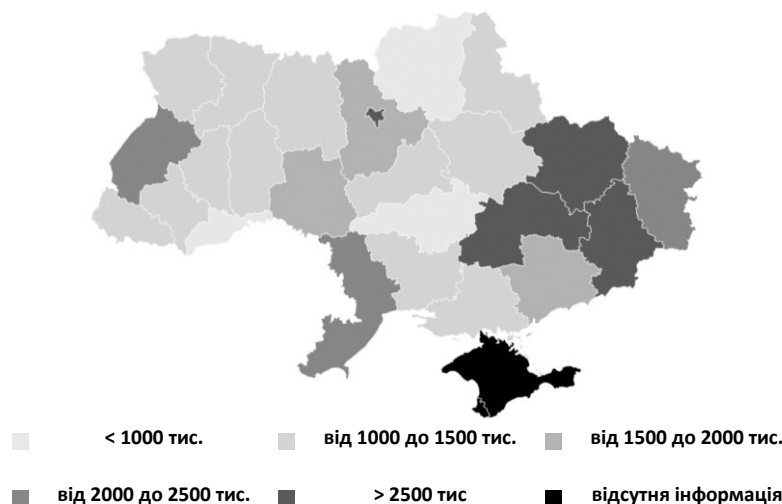 < 1000 тис.
від 1000 до 1500 тис.
від 1500 до 2000 тис.
від 2000 до 2500 тис.
> 2500 тис
відсутня інформація